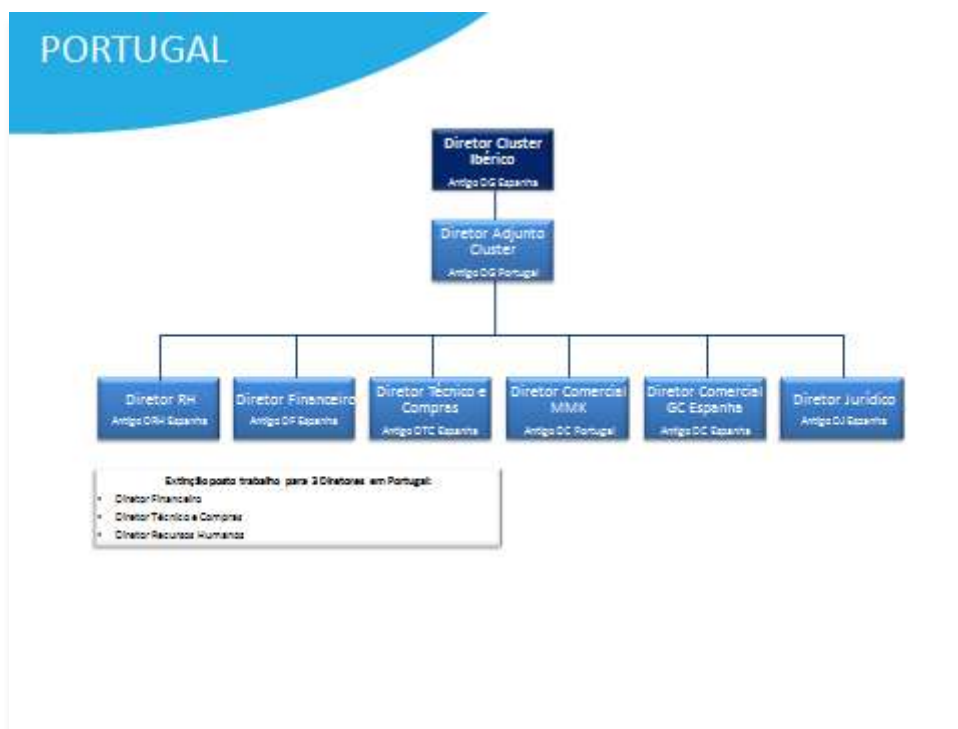 PORTUGAL
Diretor Cluster
Ibérico
Antigo DG Espanha
Diretor Adjunto
Cluster
Antigo DG Portugal
Diretor RH
Antigo DRH Espanha
Diretor Financeiro
Antigo DF Espanha
Diretor Técnico e
Compras
Antigo DTC Espanha
Diretor Comercial
MMK
Antigo DC Portugal
Diretor Comercial
GC Espanha
Antigo DC Espanha
Diretor Jurídico
Antigo DJ Espanha
Extinção posto trabalho para 3 Diretores em Portugal:
• Diretor Financeiro
• Diretor Técnico e Compras
• Diretor Recursos Humanos